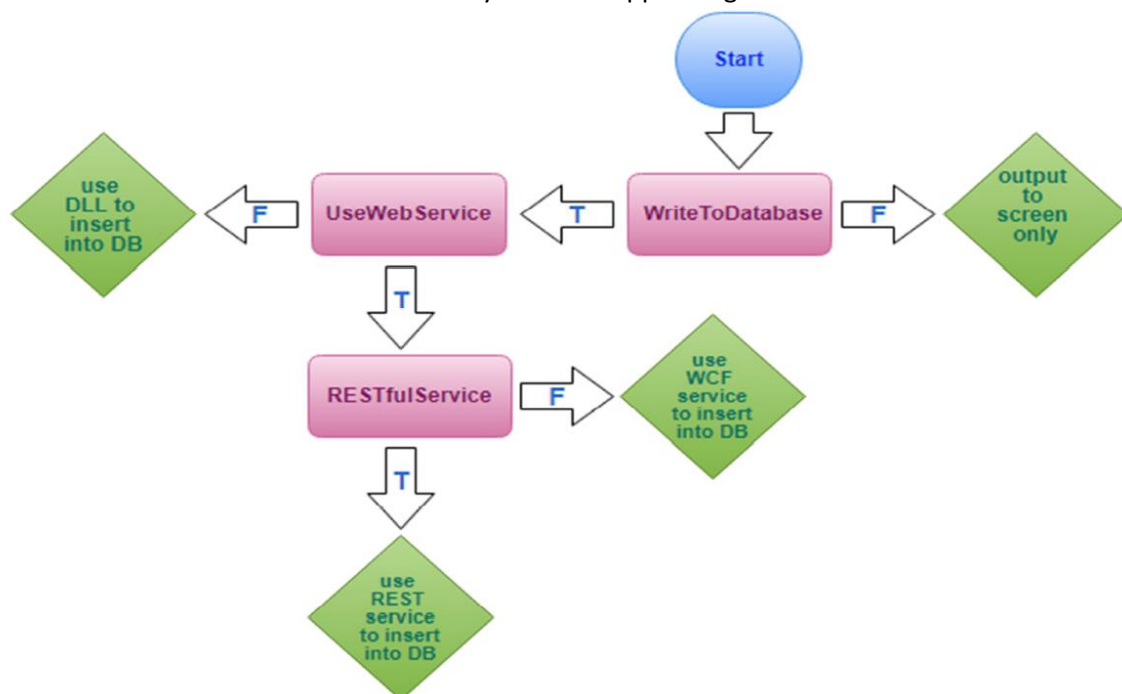 Start
use
DLL to
insert
into DB
F
UseWebService
T
WriteToDatabase
F
output
to
screen
only
T
RESTfulService
F
use
WCF
service
to insert
into DB
T
use
REST
service
to insert
into DB